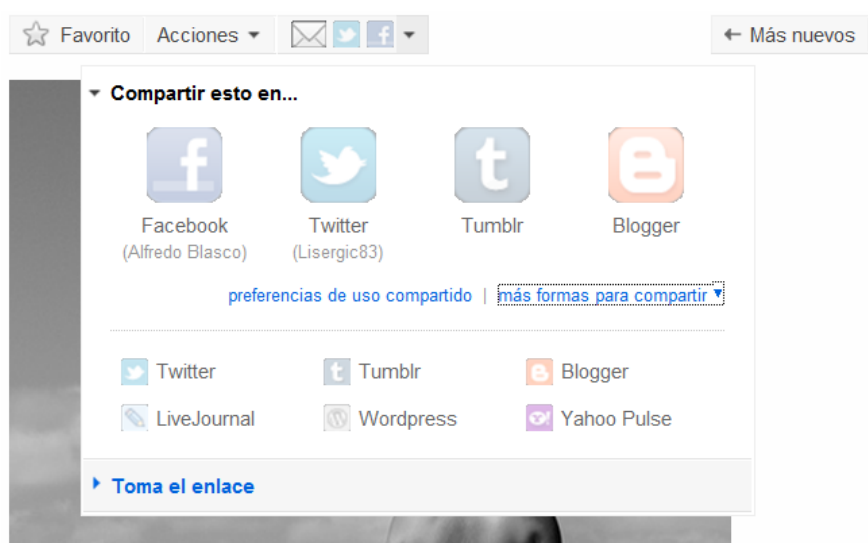 Favorito Acciones ← Más nuevos
Compartir esto en...
Facebook Twitter Tumblr Blogger
(Alfredo Blasco) (Lisergic83)
preferencias de uso compartido | más formas para compartir
Twitter Tumblr Blogger
LiveJournal Wordpress Yahoo Pulse
Toma el enlace